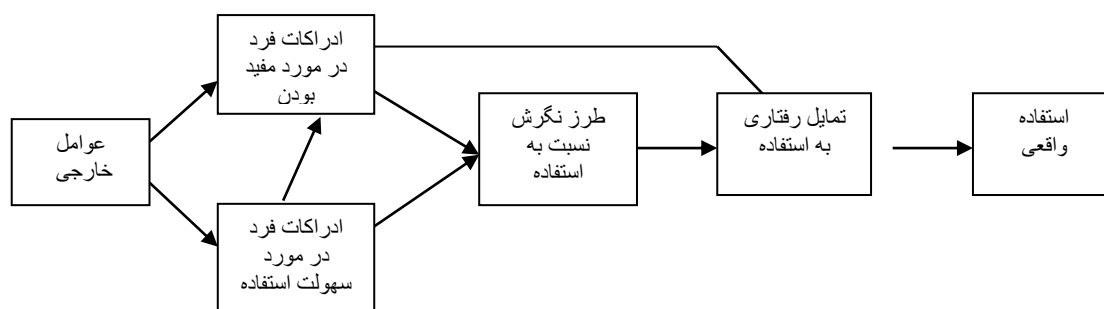 ادراکات فرد
در مورد مفید
بودن
عوامل
خارجی
ادراکات فرد
در مورد
سهولت استفاده
طرز نگرش
نسبت به
استفاده
تمایل رفتاری
به استفاده
استفاده
واقعی